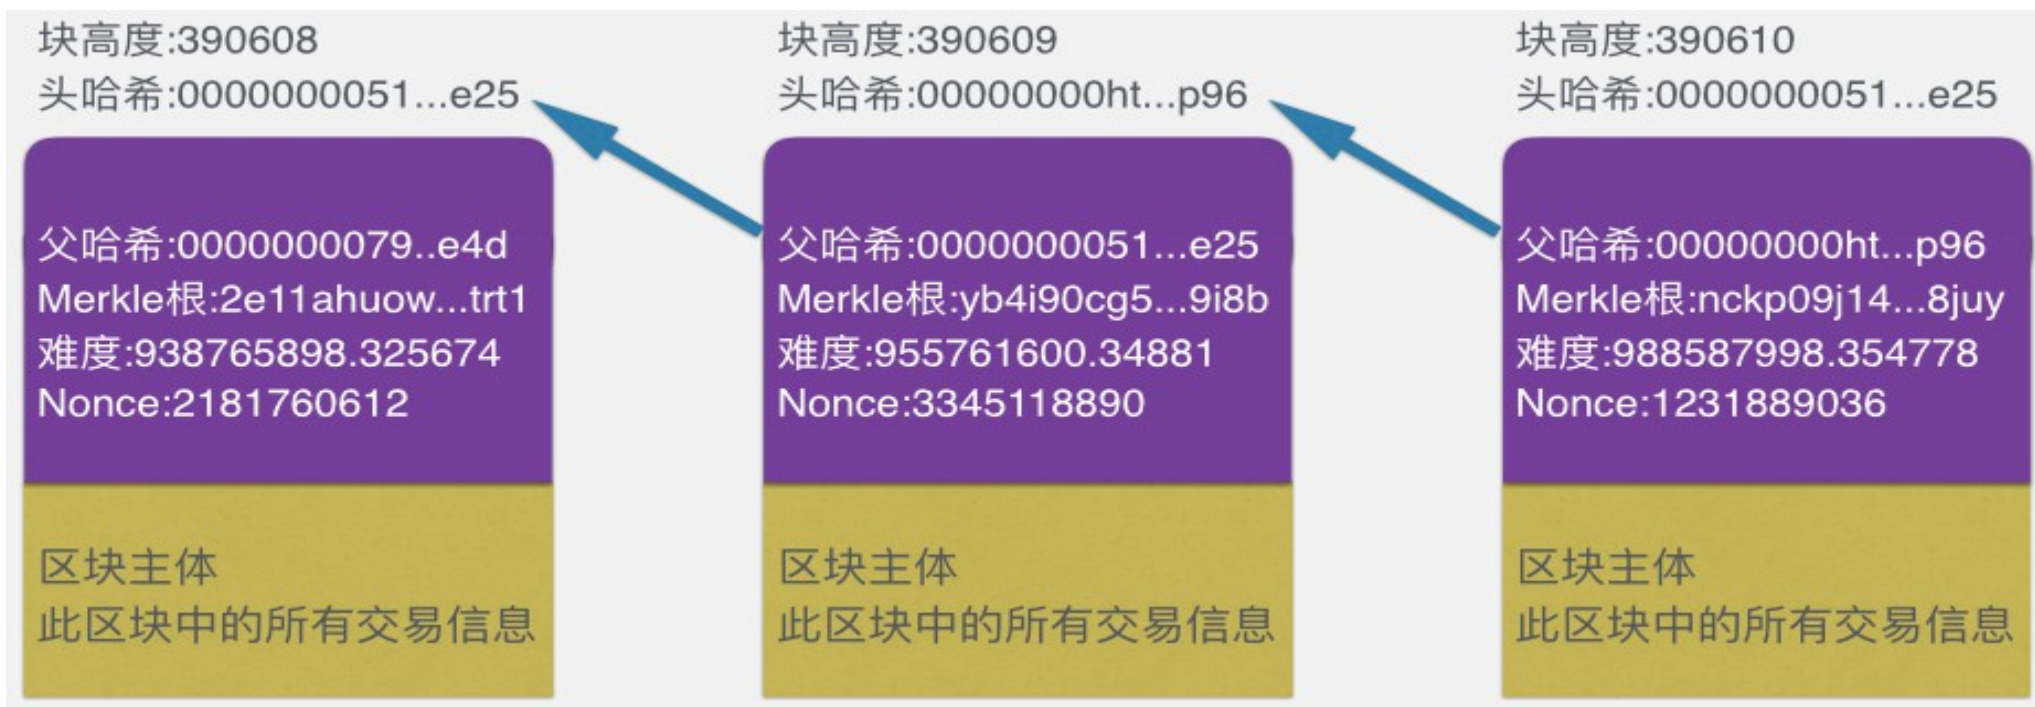 块高度:390608
头哈希:0000000051...e25
父哈希:0000000079..e4d
Merkle根:2e11ahuow...trt1
难度:938765898.325674
Nonce:2181760612
区块主体
此区块中的所有交易信息
块高度:390609
头哈希:00000000ht...p96
父哈希:0000000051...e25
Merkle根:yb4i90cg5...9i8b
难度:955761600.34881
Nonce:3345118890
区块主体
此区块中的所有交易信息
块高度:390610
头哈希:0000000051...e25
父哈希:00000000ht...p96
Merkle根:nckp09j14...8juy
难度:988587998.354778
Nonce:1231889036
区块主体
此区块中的所有交易信息